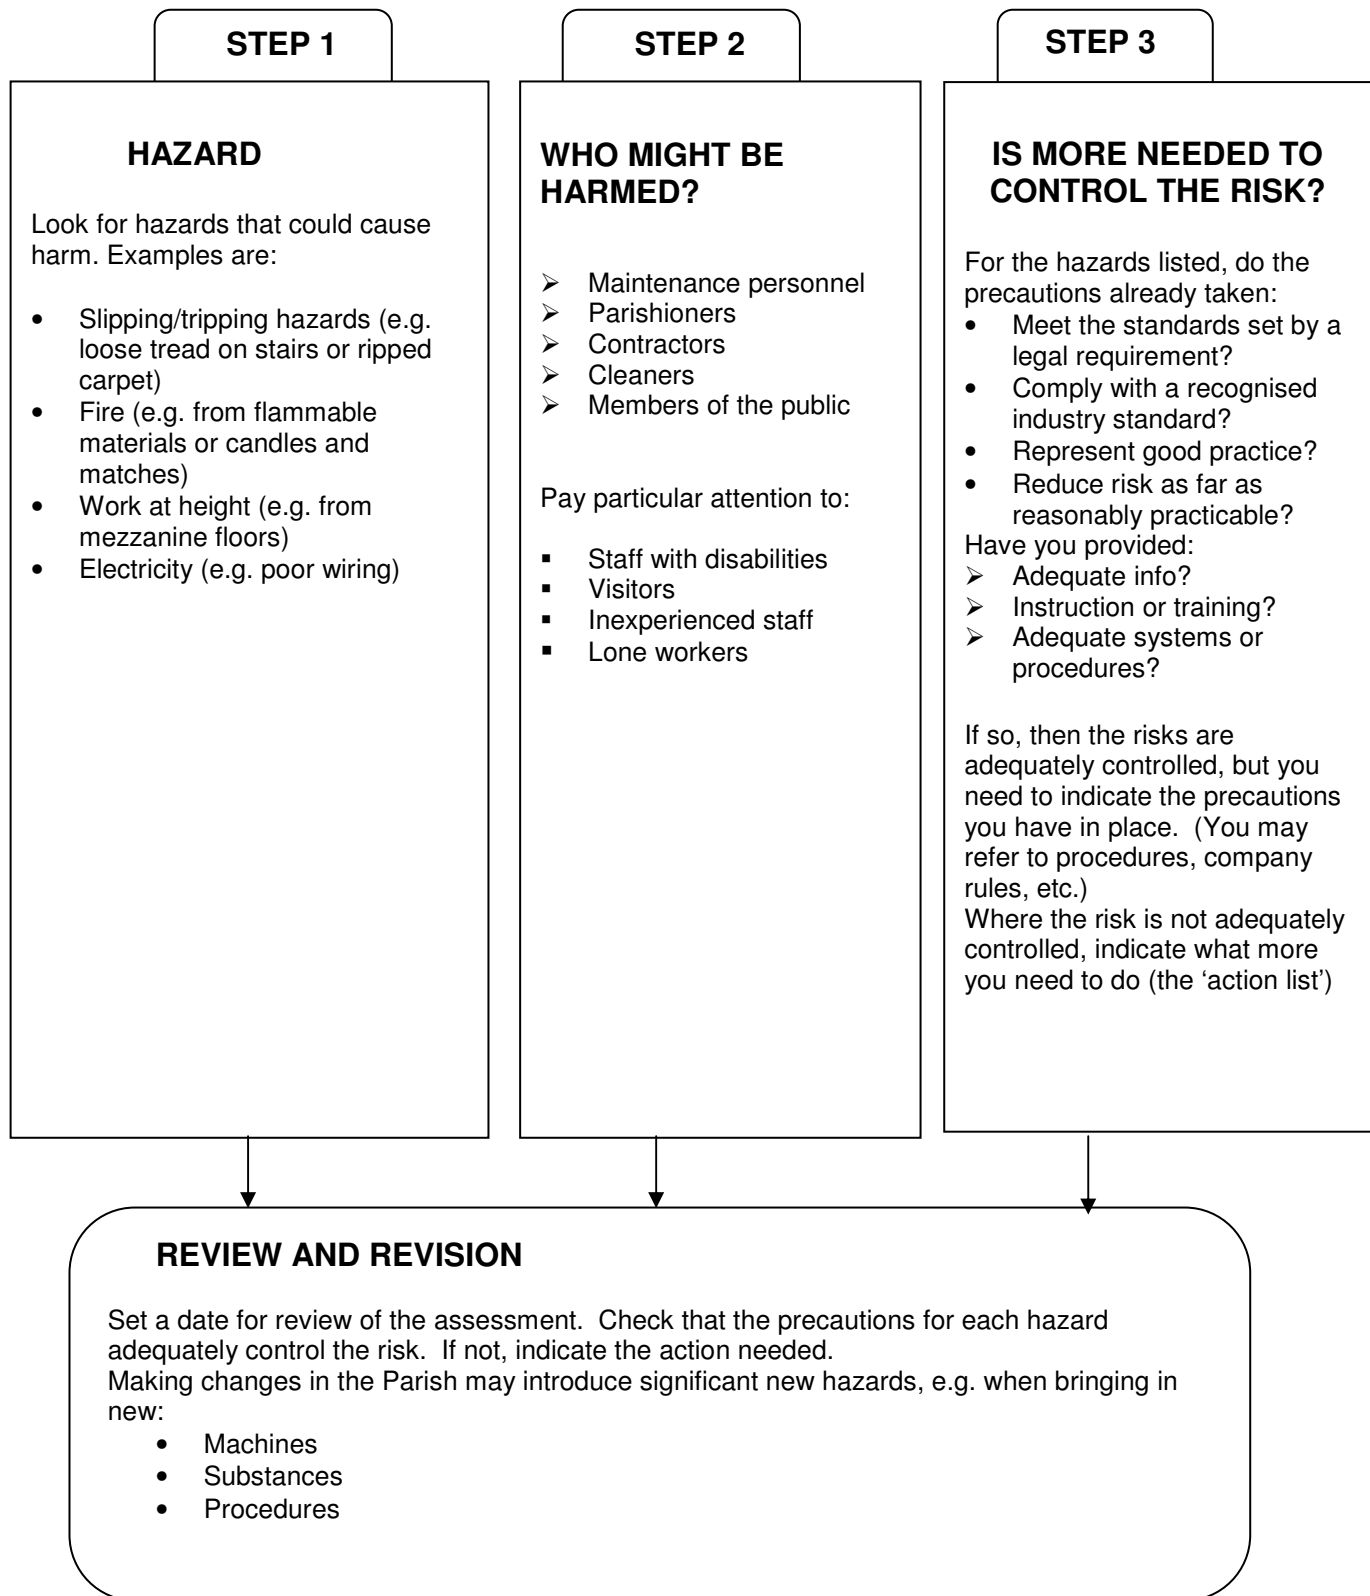 STEP 1
HAZARD
Look for hazards that could cause
harm. Examples are:
• Slipping/tripping hazards (e.g.
loose tread on stairs or ripped
carpet)
• Fire (e.g. from flammable
materials or candles and
matches)
• Work at height (e.g. from
mezzanine floors)
• Electricity (e.g. poor wiring)
STEP 2
WHO MIGHT BE
HARMED?
➢ Maintenance personnel
➢ Parishioners
➢ Contractors
➢ Cleaners
➢ Members of the public
Pay particular attention to:
▪ Staff with disabilities
▪ Visitors
▪ Inexperienced staff
▪ Lone workers
STEP 3
IS MORE NEEDED TO
CONTROL THE RISK?
For the hazards listed, do the
precautions already taken:
• Meet the standards set by a
legal requirement?
• Comply with a recognised
industry standard?
• Represent good practice?
• Reduce risk as far as
reasonably practicable?
Have you provided:
➢ Adequate info?
➢ Instruction or training?
➢ Adequate systems or
procedures?
If so, then the risks are
adequately controlled, but you
need to indicate the precautions
you have in place.  (You may
refer to procedures, company
rules, etc.)
Where the risk is not adequately
controlled, indicate what more
you need to do (the ‘action list’)
REVIEW AND REVISION
Set a date for review of the assessment.  Check that the precautions for each hazard
adequately control the risk.  If not, indicate the action needed.
Making changes in the Parish may introduce significant new hazards, e.g. when bringing in
new:
• Machines
• Substances
• Procedures